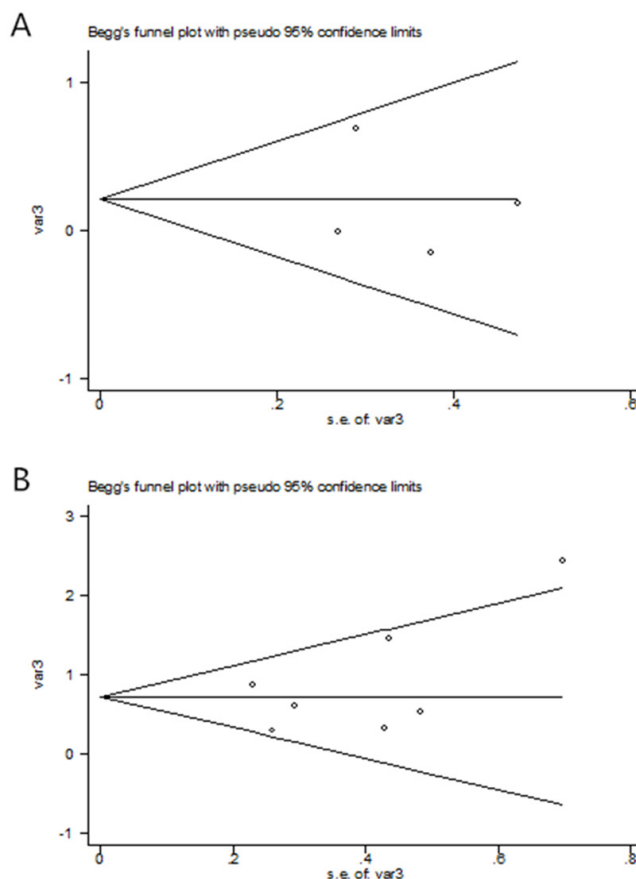 A
Begg's funnel plot with pseudo 95% confidence limits
1
0
-1
var3
0
.2
.4
.6
s.e. of: var3
B
Begg's funnel plot with pseudo 95% confidence limits
3
2
1
0
-1
var3
0
.2
.4
.6
.8
s.e. of: var3